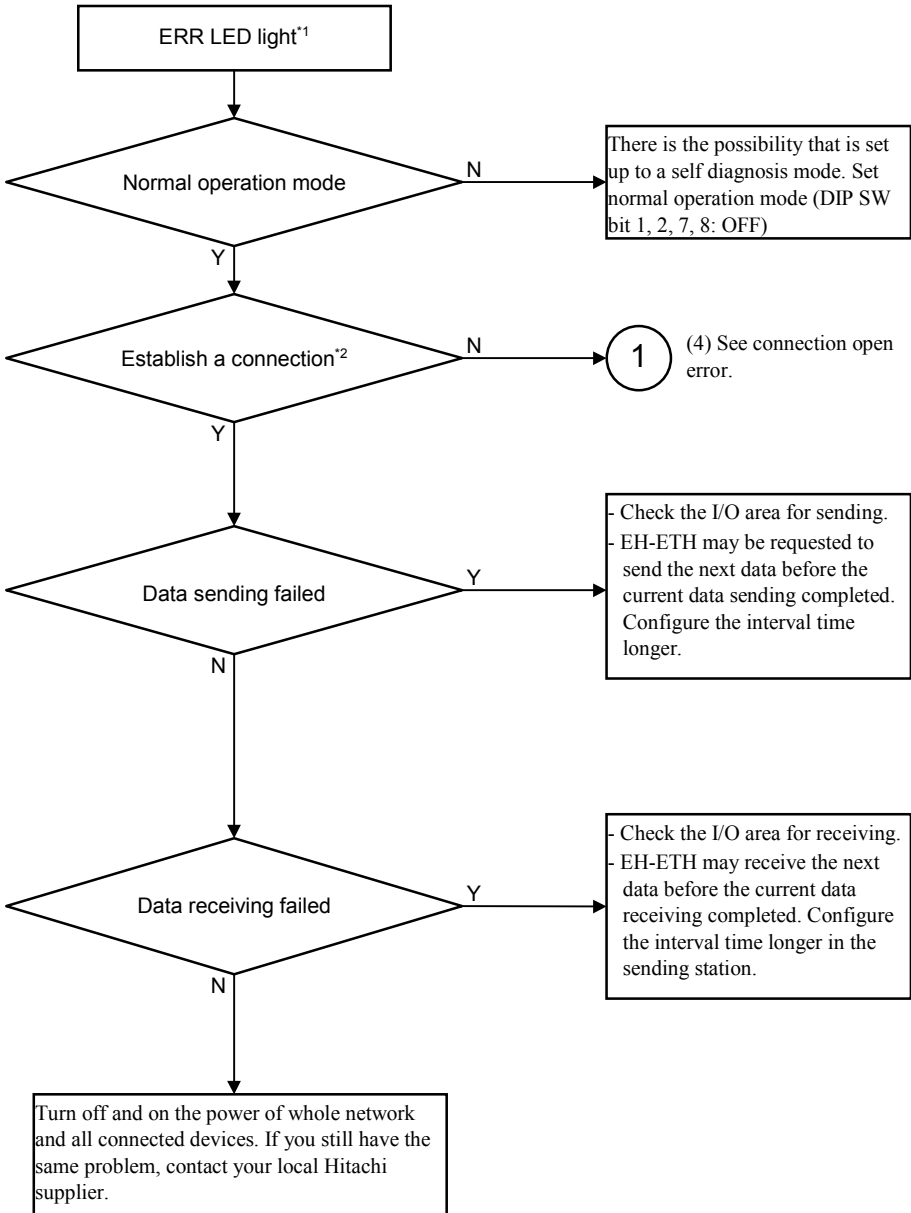 ERR LED light*1
Normal operation mode
N
There is the possibility that is set
up to a self diagnosis mode. Set
normal operation mode (DIP SW
bit 1, 2, 7, 8: OFF)
Y
Establish a connection*2
N
1
(4) See connection open
error.
Y
Data sending failed
Y
- Check the I/O area for sending.
- EH-ETH may be requested to
send the next data before the
current data sending completed.
Configure the interval time
longer.
N
Data receiving failed
Y
- Check the I/O area for receiving.
- EH-ETH may receive the next
data before the current data
receiving completed. Configure
the interval time longer in the
sending station.
N
Turn off and on the power of whole network
and all connected devices. If you still have the
same problem, contact your local Hitachi
supplier.